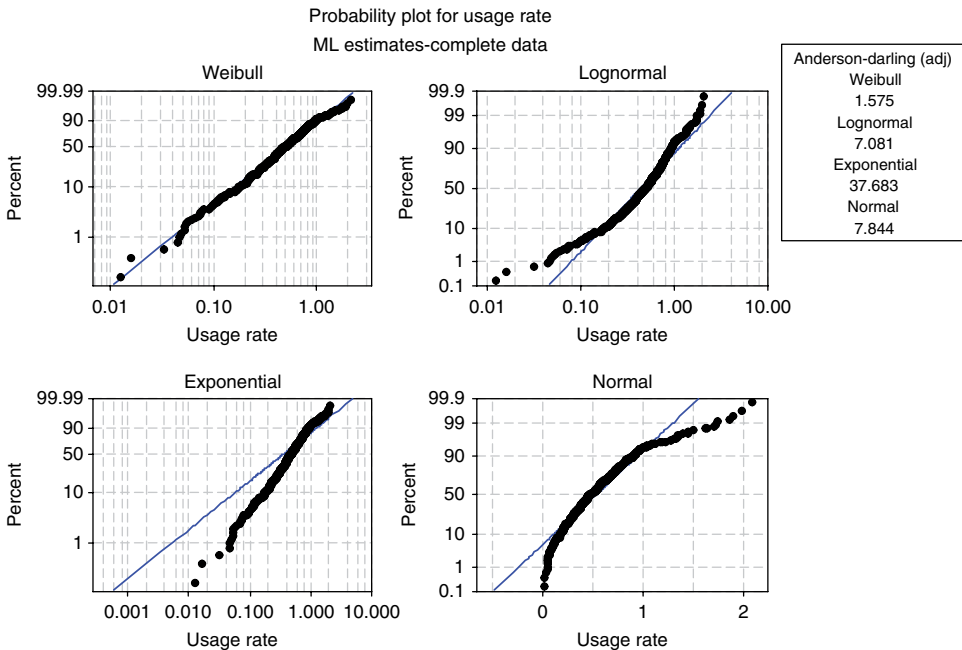 Probability plot for usage rate
ML estimates-complete data
Weibull
99.99
90
50
10
1
Percent
0.01
0.10
1.00
Usage rate
Lognormal
99.9
99
90
50
10
1
0.1
Percent
0.01
0.10
1.00
10.00
Usage rate
Anderson-darling (adj)
Weibull
1.575
Lognormal
7.081
Exponential
37.683
Normal
7.844
Exponential
99.99
90
50
10
1
Percent
0.001
0.010
0.100
1.000
10.000
Usage rate
Normal
99.9
99
90
50
10
1
0.1
Percent
0
1
2
Usage rate